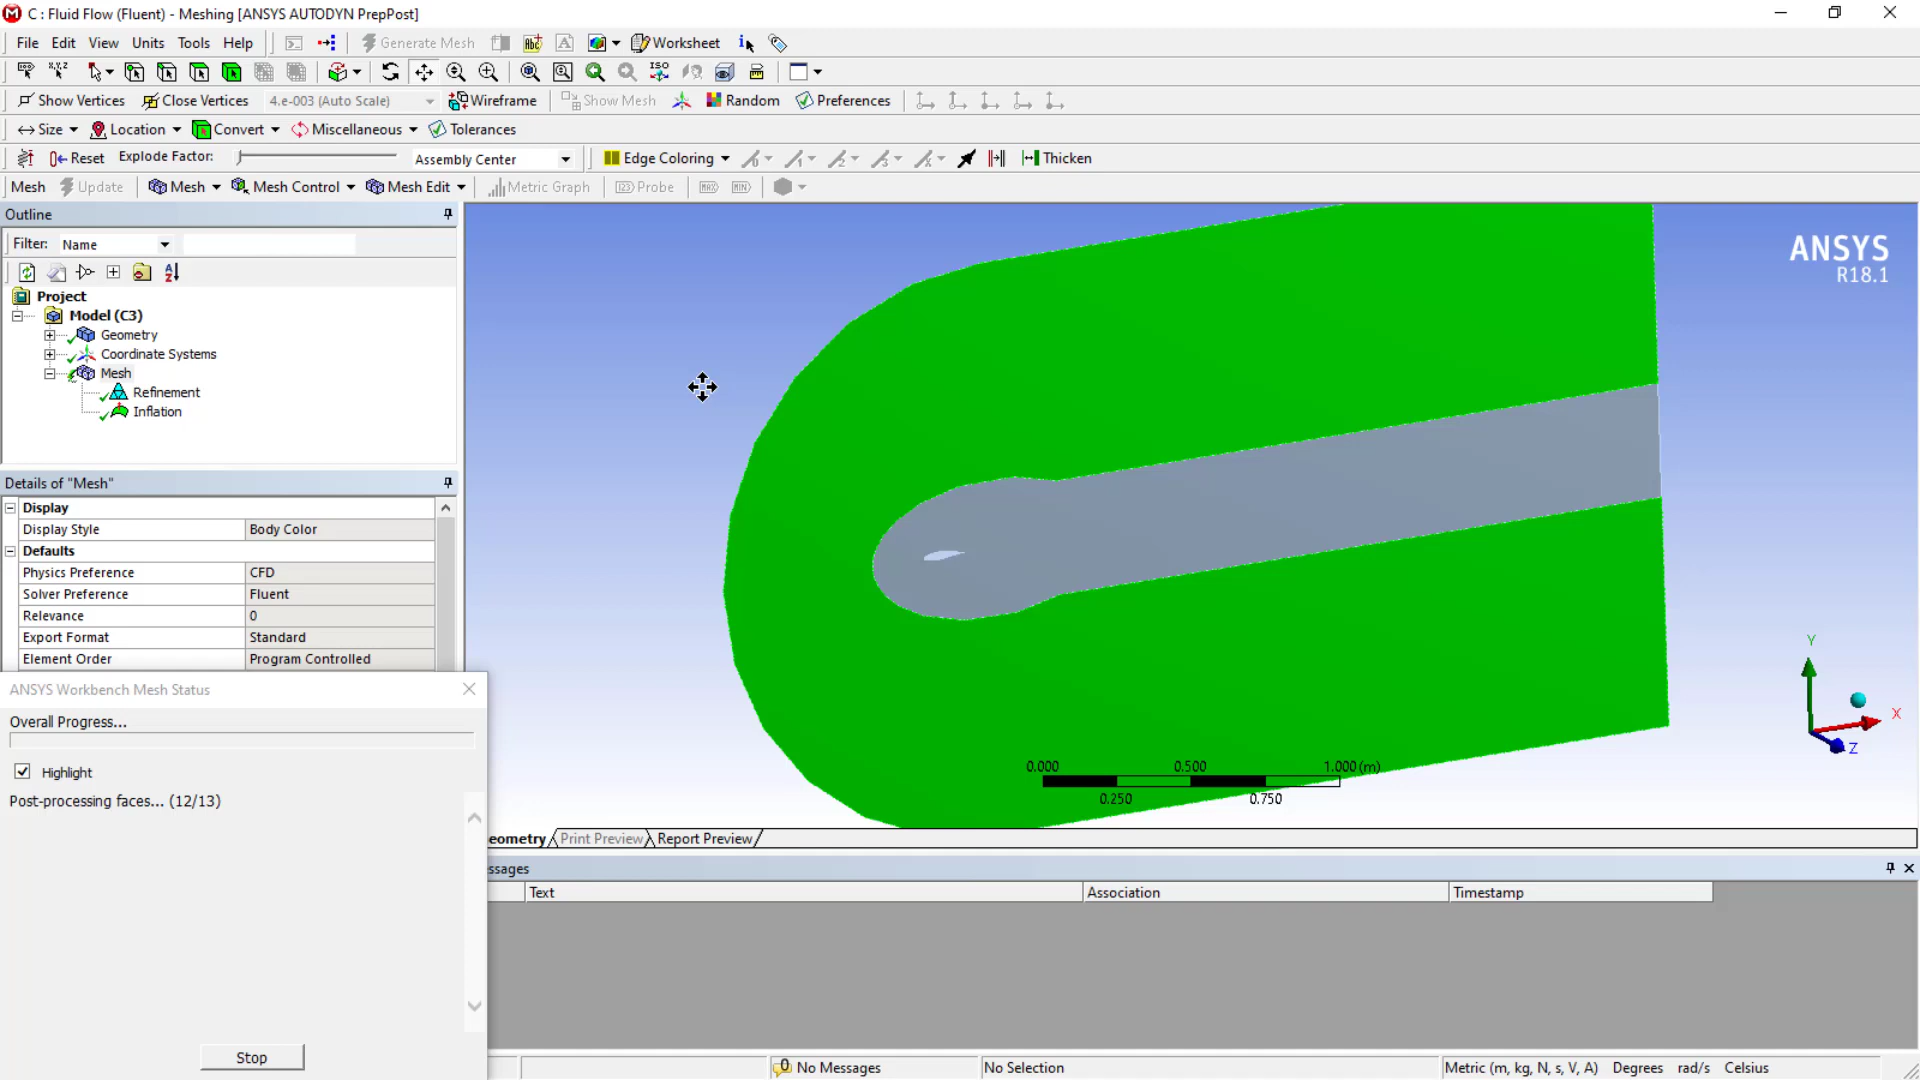 C : Fluid Flow (Fluent) - Meshing [ANSYS AUTODYN PrepPost]
File Edit View Units Tools Help Generate Mesh Worksheet
Show Vertices Close Vertices 4.e-003 (Auto Scale) Wireframe Show Mesh Random Preferences
Size Location Convert Miscellaneous Tolerances
Reset Explode Factor: Assembly Center Edge Coloring Thicken
Mesh Update Mesh Mesh Control Mesh Edit Metric Graph Probe
Outline
Filter: Name
Project
Model (C3)
Geometry
Coordinate Systems
Mesh
Refinement
Inflation
Details of "Mesh"
Display
Display Style Body Color
Defaults
Physics Preference CFD
Solver Preference Fluent
Relevance 0
Export Format Standard
Element Order Program Controlled
ANSYS Workbench Mesh Status
Overall Progress...
Highlight
Post-processing faces... (12/13)
Stop
ANSYS
R18.1
Y
X
Z
0.000 0.500 1.000 (m)
0.250 0.750
eometry Print Preview Report Preview
ssages
Text Association Timestamp
No Messages No Selection Metric (m, kg, N, s, V, A) Degrees rad/s Celsius